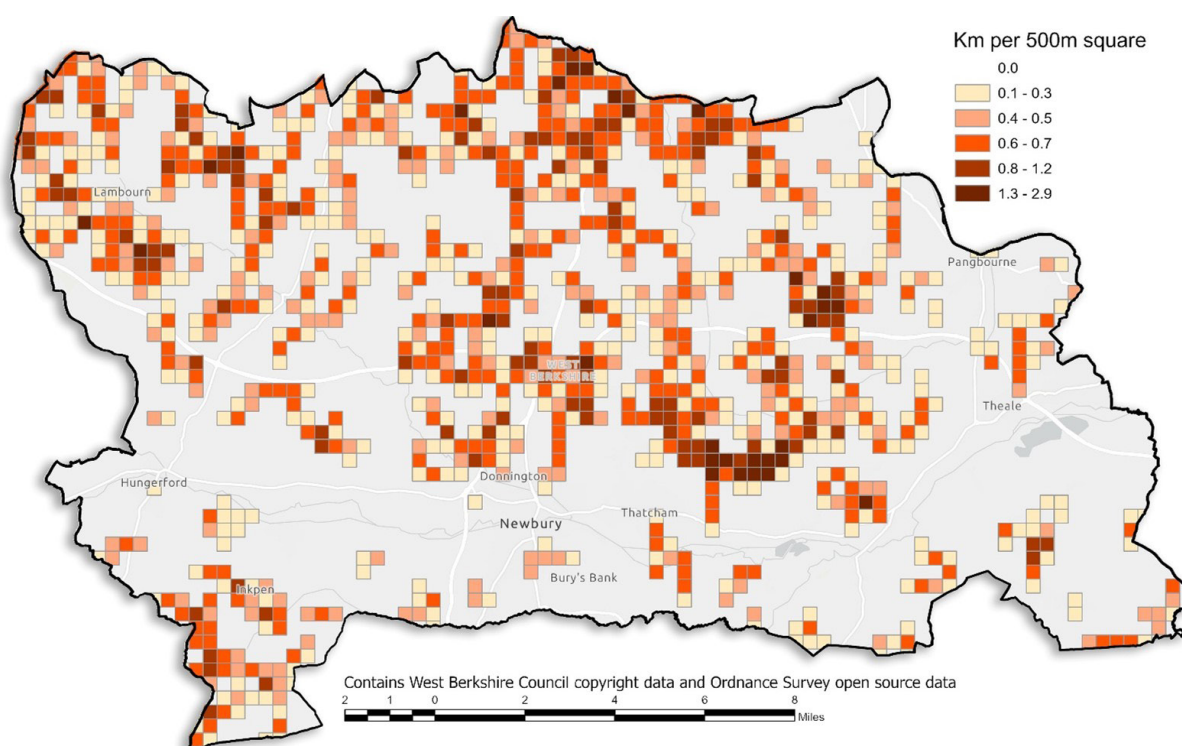 Km per 500m square
0.0
0.1 - 0.3
0.4 - 0.5
0.6 - 0.7
0.8 - 1.2
1.3 - 2.9
Lambourn
Pangbourne
WEST
BERKSHIRE
Theale
Hungerford
Donnington
Newbury
Thatcham
Bury's Bank
Inkpen
Contains West Berkshire Council copyright data and Ordnance Survey open source data
2 1 0 2 4 6 8
Miles